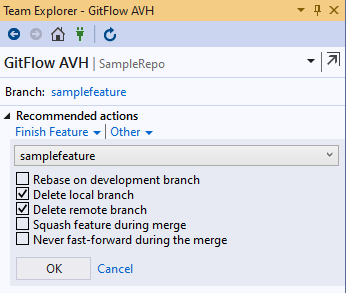 Team Explorer - GitFlow AVH
GitFlow AVH | SampleRepo
Branch: samplefeature
Recommended actions
Finish Feature | Other
samplefeature
Rebase on development branch
Delete local branch
Delete remote branch
Squash feature during merge
Never fast-forward during the merge
OK Cancel